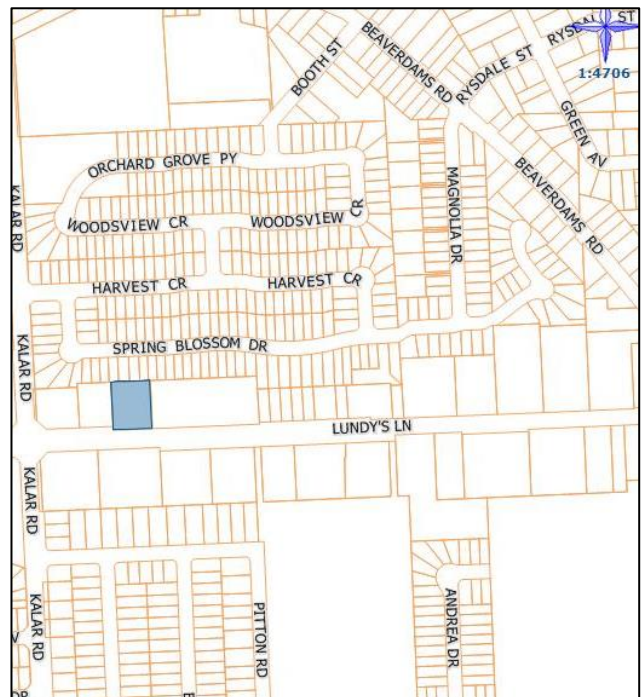 BOOTH ST
BEAVERDAMS RD
RYSDALE ST
RYSDA
ST
1:4706
GREEN AV
BEAVERDAMS RD
ORCHARD GROVE PY
MAGNOLIA DR
KALAR RD
WOODSVIEW CR
WOODSVIEW CR
HARVEST CR
HARVEST CR
KALAR RD
SPRING BLOSSOM DR
LUNDY'S LN
KALAR RD
KALAR RD
PITTON RD
ANDREA DR